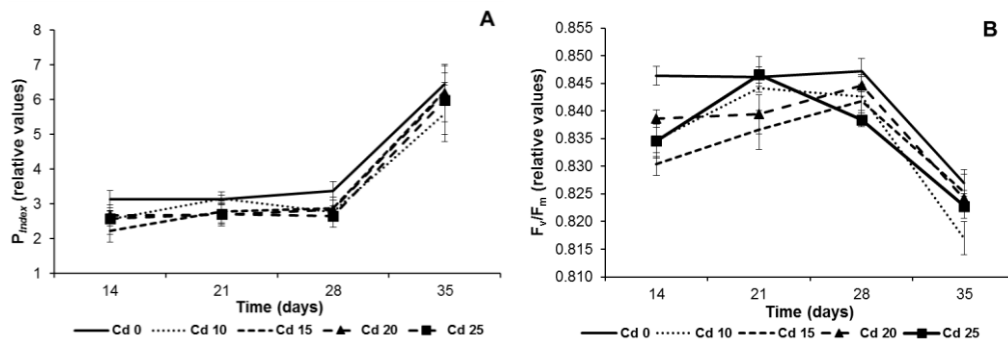 A
P Index (relative values)
8
7
6
5
4
3
2
1
14 21 28 35
Time (days)
Cd 0 Cd 10 Cd 15 Cd 20 Cd 25
B
Fv/Fm (relative values)
0.855
0.850
0.845
0.840
0.835
0.830
0.825
0.820
0.815
0.810
14 21 28 35
Time (days)
Cd 0 Cd 10 Cd 15 Cd 20 Cd 25